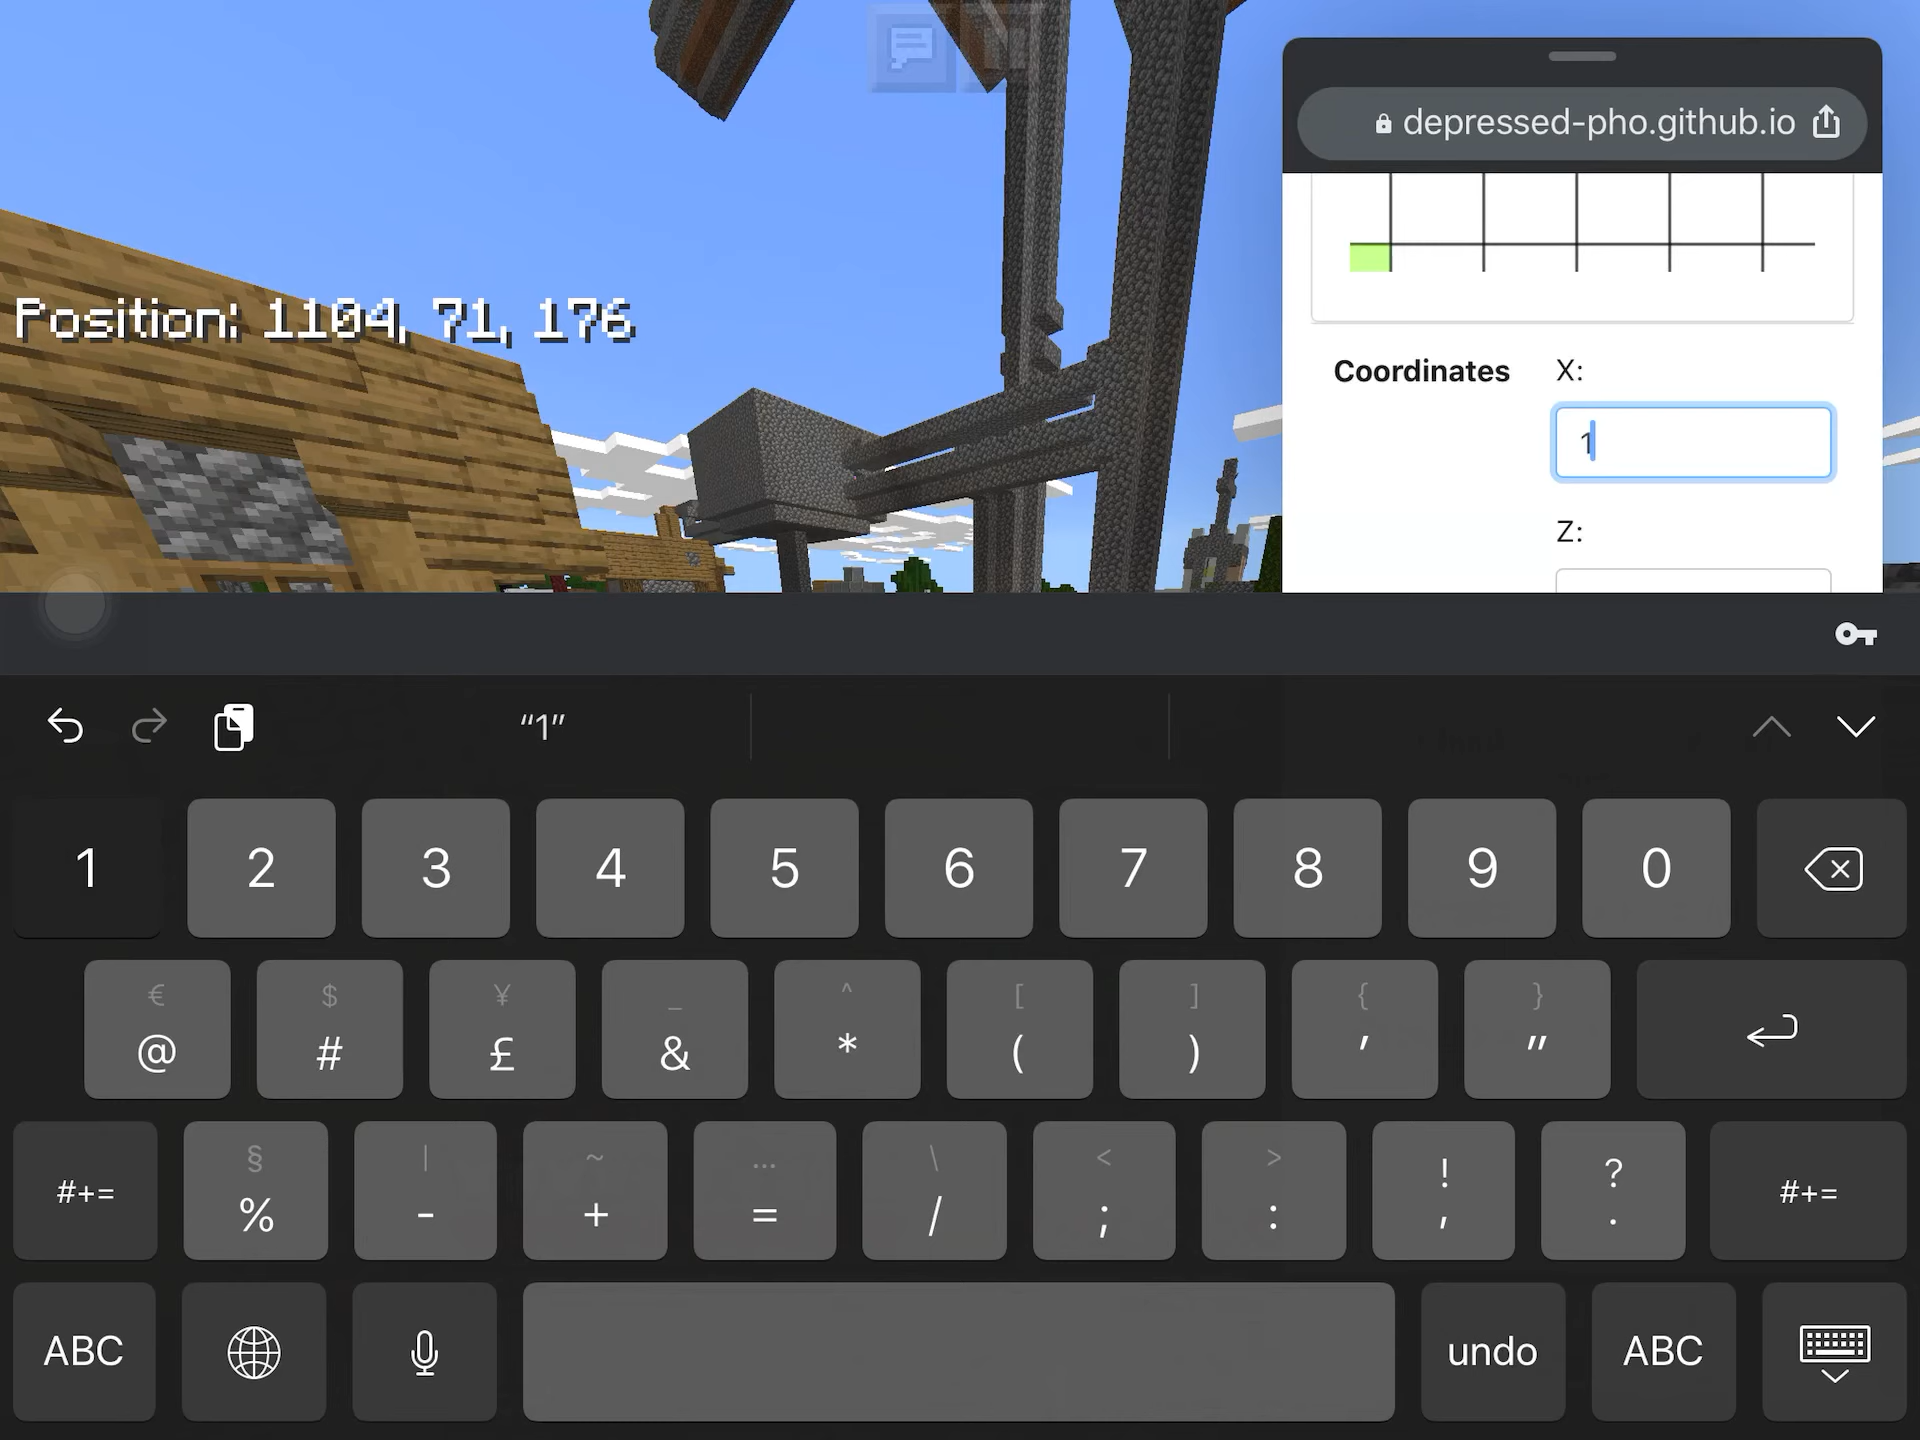 depressed-pho.github.io
Position: 1104, 71, 176
Coordinates X:
1
Z:
“1”
1 2 3 4 5 6 7 8 9 0
€ $ ¥ _ ^ [ ] { }
@ # £ & * ( ) ' "
§ | ~ … \ < > ! ?
#+= % - + = / ; : , . #+=
ABC undo ABC